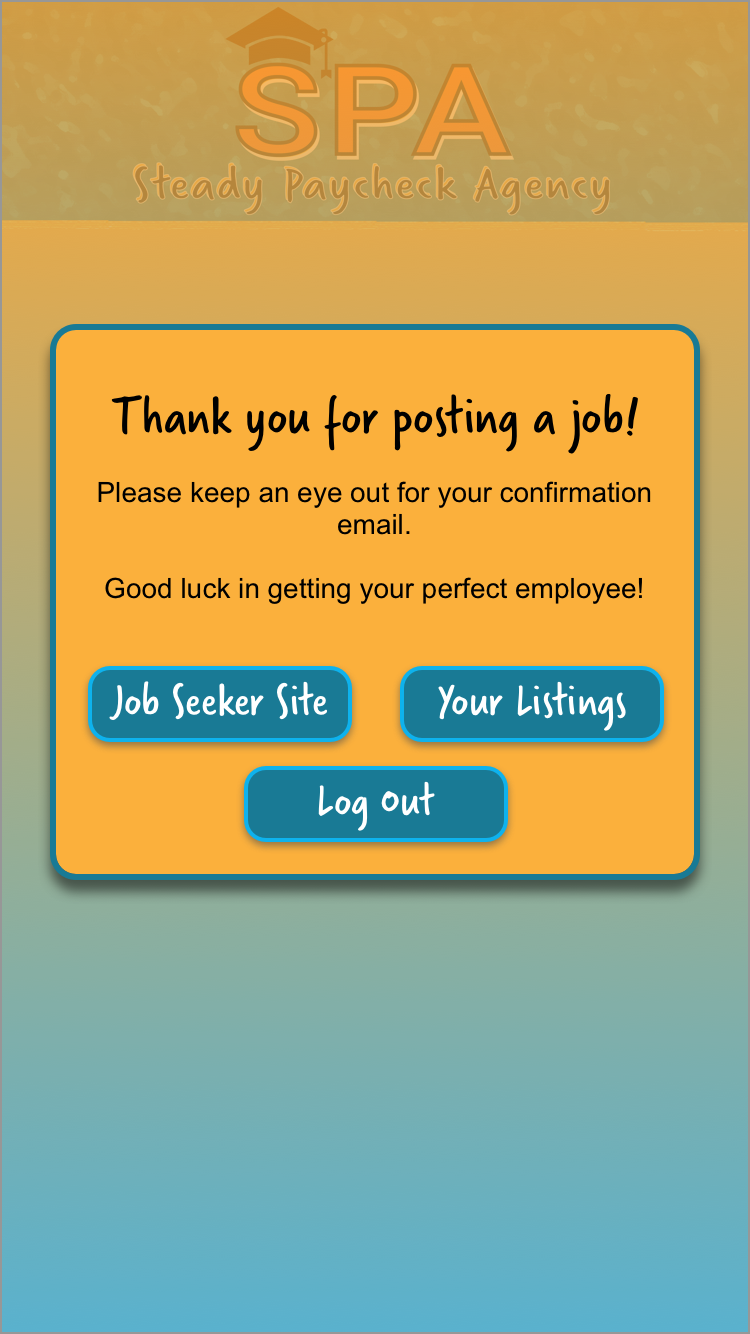 SPA
Steady Paycheck Agency
Thank you for posting a job!
Please keep an eye out for your confirmation
email.
Good luck in getting your perfect employee!
Job Seeker Site
Your Listings
Log Out